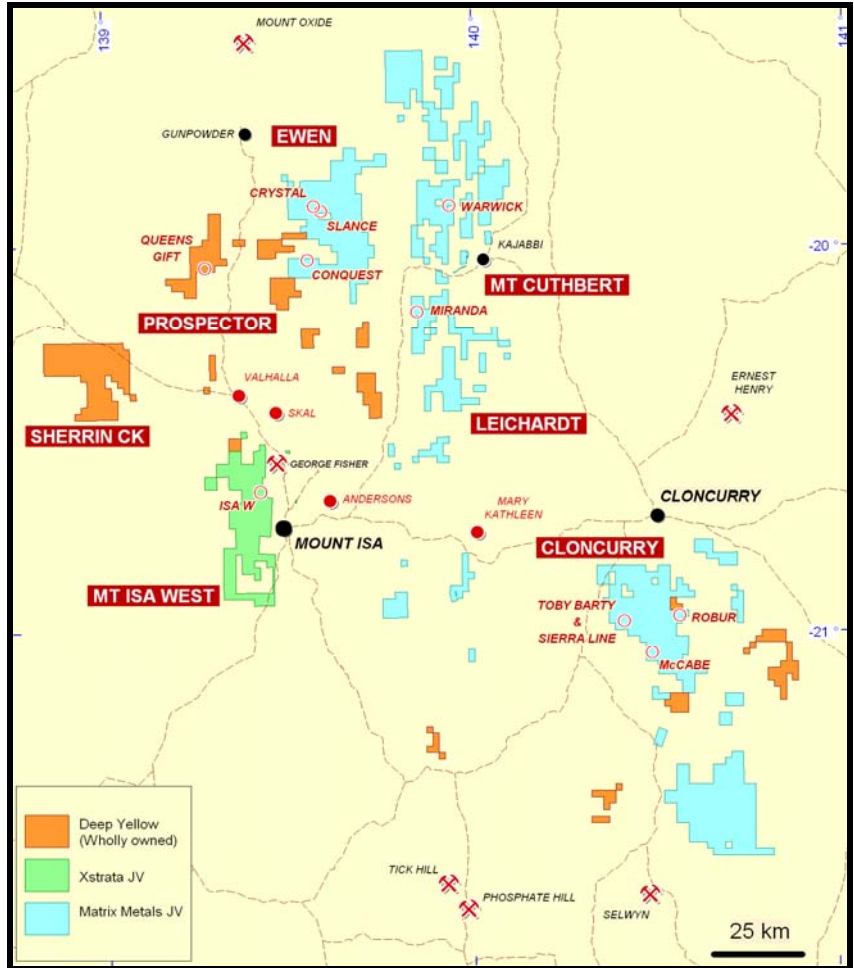 139
140
141
MOUNT OXIDE
GUNPOWDER
EWEN
CRYSTAL
SLANCE
WARWICK
QUEENS
GIFT
CONQUEST
KAJABBI
-20
MT CUTHBERT
PROSPECTOR
MIRANDA
VALHALLA
SKAL
ERNEST
HENRY
SHERRIN CK
LEICHARDT
GEORGE FISHER
ISA W
ANDERSONS
MARY
KATHLEEN
CLONCURRY
MOUNT ISA
CLONCURRY
MT ISA WEST
TOBY BARTY
&
SIERRA LINE
ROBUR
-21
McCABE
Deep Yellow
(Wholly owned)
Xstrata JV
Matrix Metals JV
TICK HILL
PHOSPHATE HILL
SELWYN
25 km